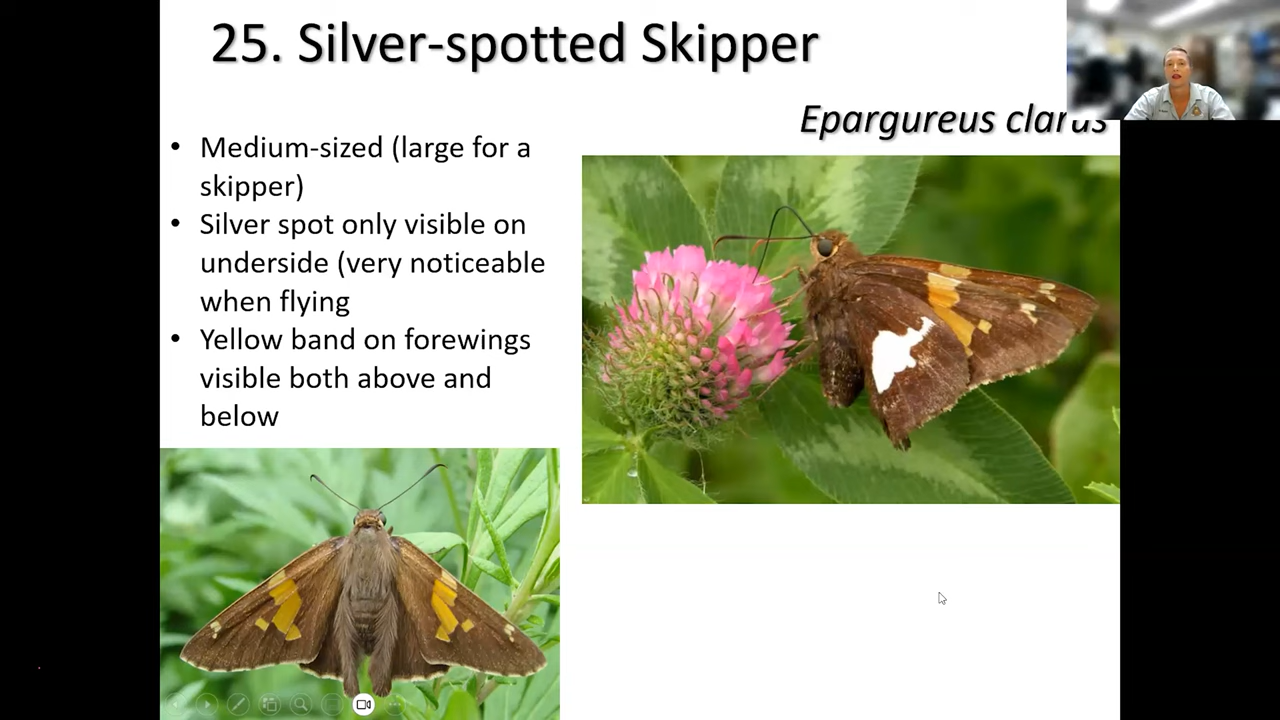 25. Silver-spotted Skipper
Epargureus clarus
• Medium-sized (large for a
skipper)
• Silver spot only visible on
underside (very noticeable
when flying
• Yellow band on forewings
visible both above and
below